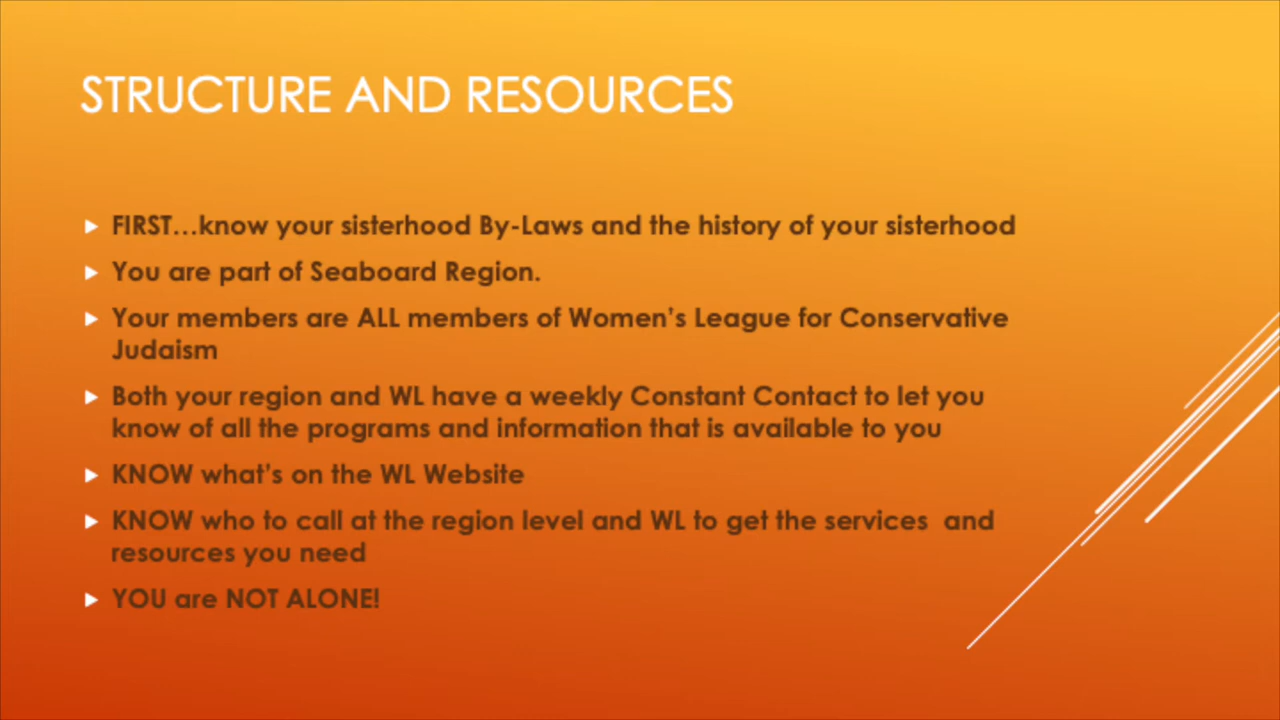 STRUCTURE AND RESOURCES
FIRST...know your sisterhood By-Laws and the history of your sisterhood
You are part of Seaboard Region.
Your members are ALL members of Women's League for Conservative
Judaism
Both your region and WL have a weekly Constant Contact to let you
know of all the programs and information that is available to you
KNOW what's on the WL Website
KNOW who to call at the region level and WL to get the services  and
resources you need
YOU are NOT ALONE!